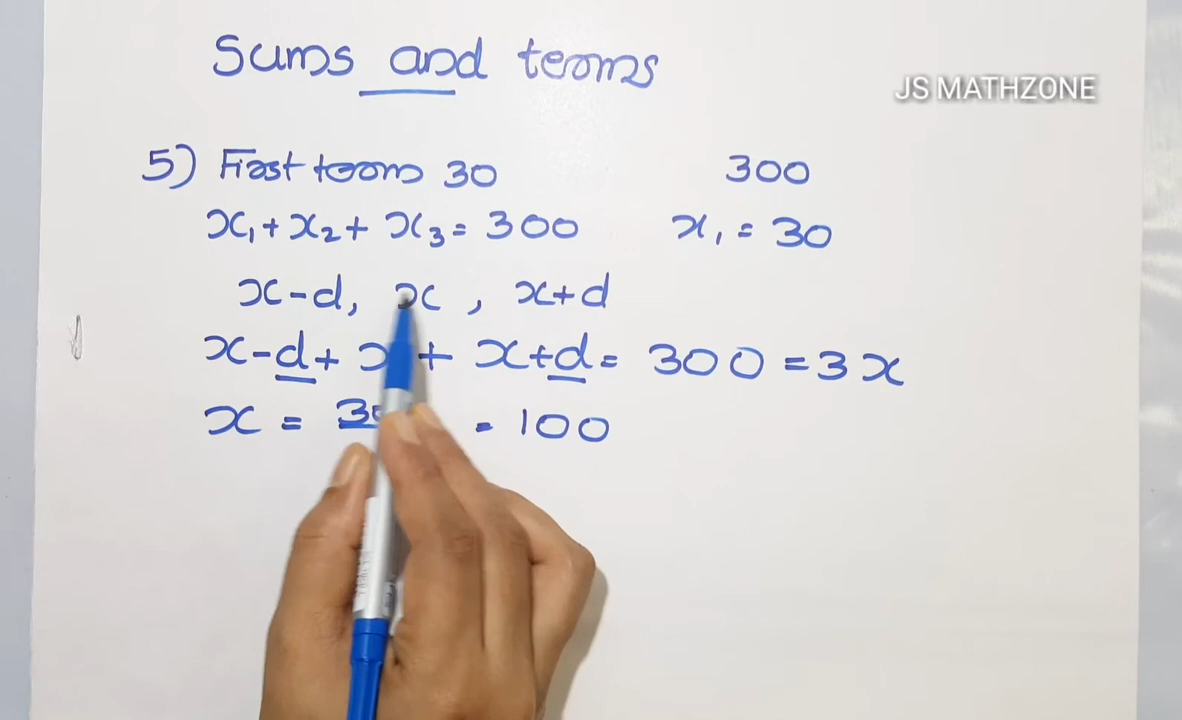 Sums and terms
JS MATHZONE
5) First term 30 300
x₁ + x₂ + x₃ = 300 x₁ = 30
x-d, x, x+d
x-d + x + x+d = 300 = 3x
x = = 100